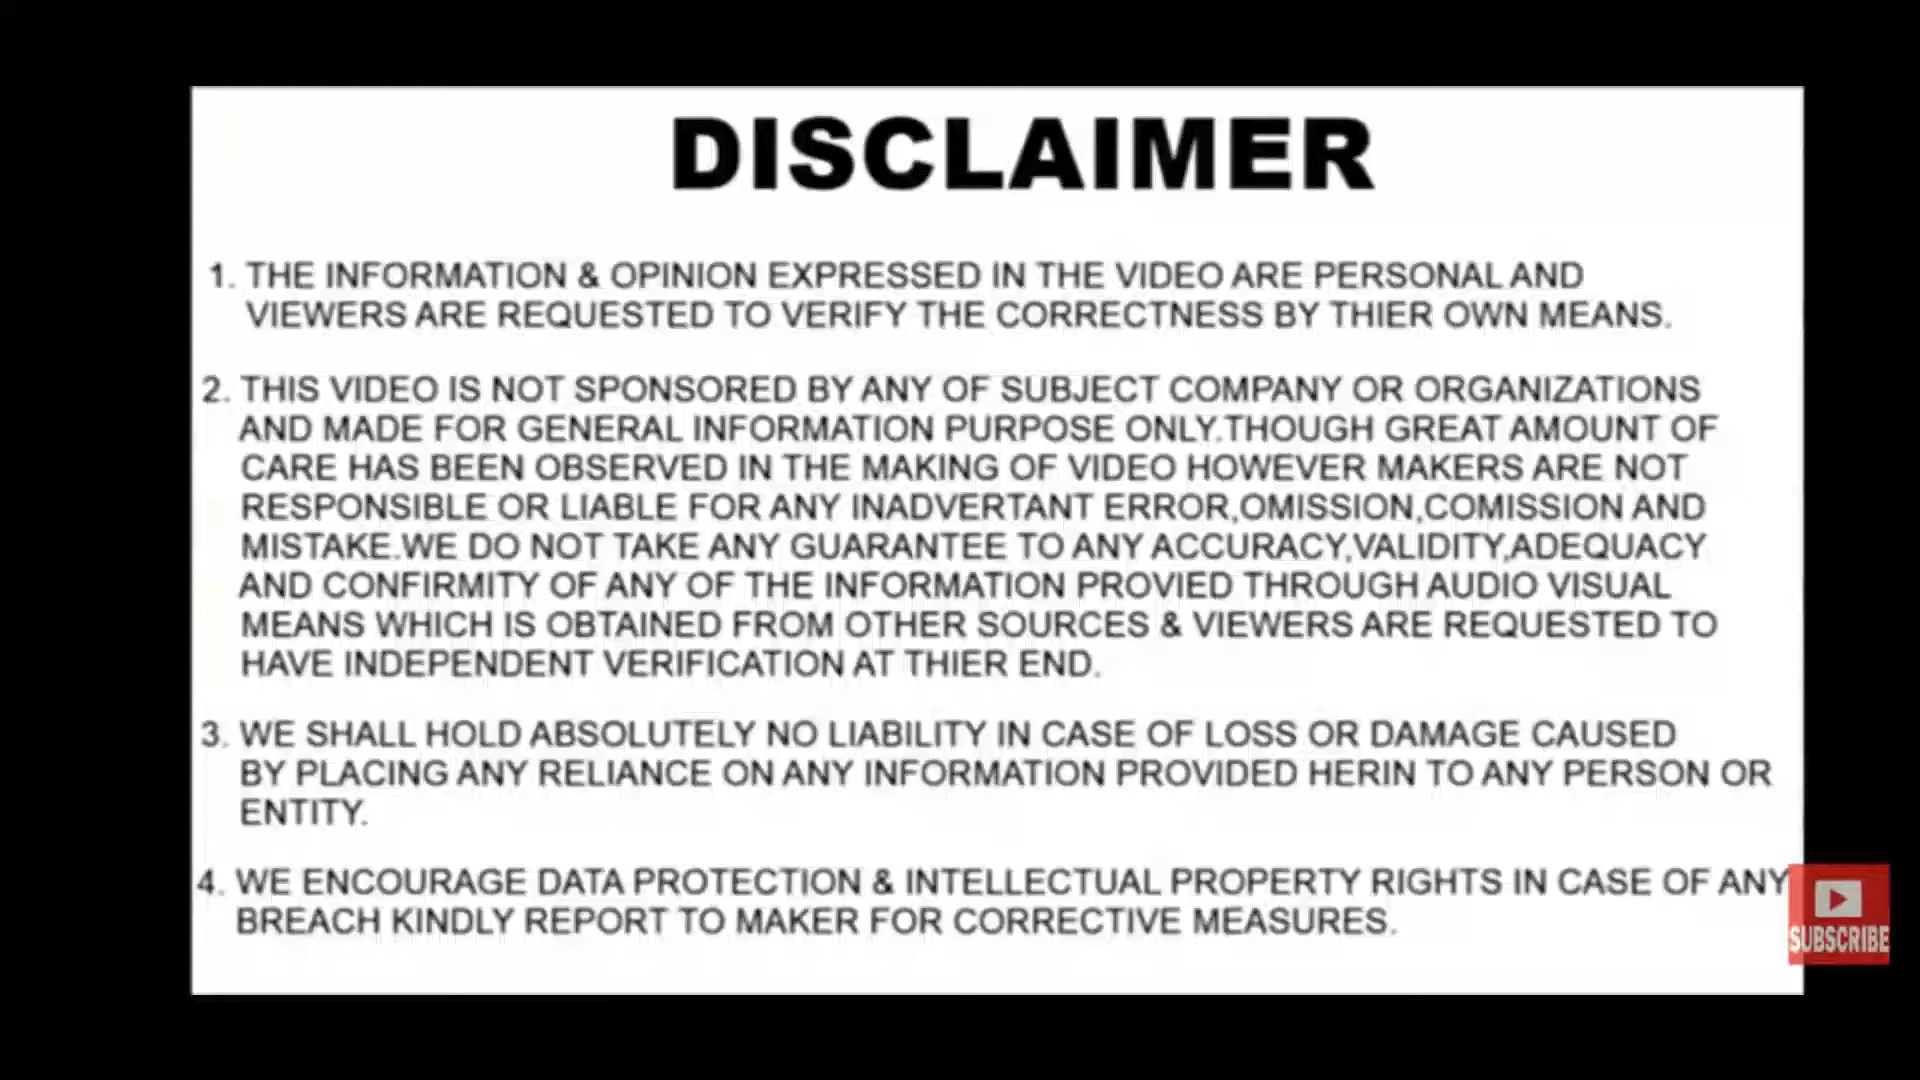 DISCLAIMER
1. THE INFORMATION & OPINION EXPRESSED IN THE VIDEO ARE PERSONAL AND
VIEWERS ARE REQUESTED TO VERIFY THE CORRECTNESS BY THIER OWN MEANS.
2. THIS VIDEO IS NOT SPONSORED BY ANY OF SUBJECT COMPANY OR ORGANIZATIONS
AND MADE FOR GENERAL INFORMATION PURPOSE ONLY.THOUGH GREAT AMOUNT OF
CARE HAS BEEN OBSERVED IN THE MAKING OF VIDEO HOWEVER MAKERS ARE NOT
RESPONSIBLE OR LIABLE FOR ANY INADVERTANT ERROR,OMISSION,COMISSION AND
MISTAKE.WE DO NOT TAKE ANY GUARANTEE TO ANY ACCURACY,VALIDITY,ADEQUACY
AND CONFIRMITY OF ANY OF THE INFORMATION PROVIED THROUGH AUDIO VISUAL
MEANS WHICH IS OBTAINED FROM OTHER SOURCES & VIEWERS ARE REQUESTED TO
HAVE INDEPENDENT VERIFICATION AT THIER END.
3. WE SHALL HOLD ABSOLUTELY NO LIABILITY IN CASE OF LOSS OR DAMAGE CAUSED
BY PLACING ANY RELIANCE ON ANY INFORMATION PROVIDED HERIN TO ANY PERSON OR
ENTITY.
4. WE ENCOURAGE DATA PROTECTION & INTELLECTUAL PROPERTY RIGHTS IN CASE OF ANY
BREACH KINDLY REPORT TO MAKER FOR CORRECTIVE MEASURES.
SUBSCRIBE